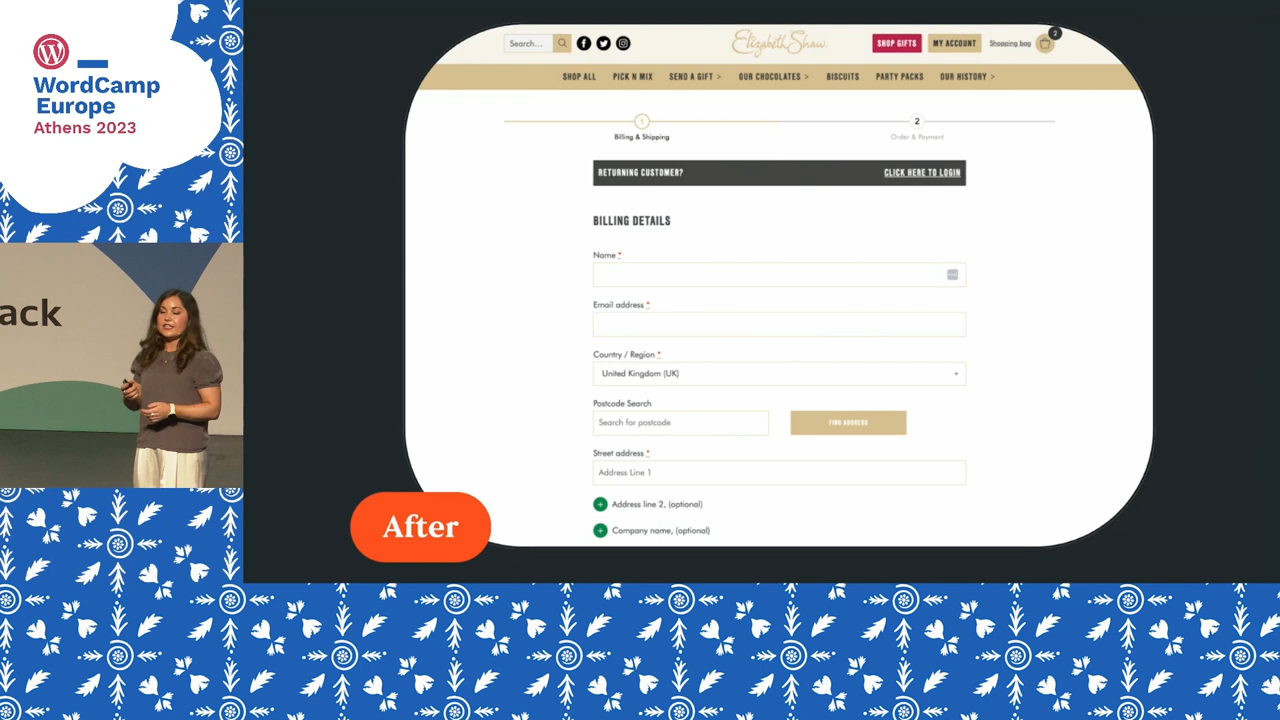 WordCamp
Europe
Athens 2023
ack
Search...
Elizabeth Shaw
SHOP GIFTS
MY ACCOUNT
Shopping bag
2
SHOP ALL
PICK N MIX
SEND A GIFT >
OUR CHOCOLATES >
BISCUITS
PARTY PACKS
OUR HISTORY >
1
Billing & Shipping
2
Order & Payment
RETURNING CUSTOMER?
CLICK HERE TO LOGIN
BILLING DETAILS
Name *
Email address *
Country / Region *
United Kingdom (UK)
Postcode Search
Search for postcode
FIND ADDRESS
Street address *
Address Line 1
+ Address line 2, (optional)
+ Company name, (optional)
After